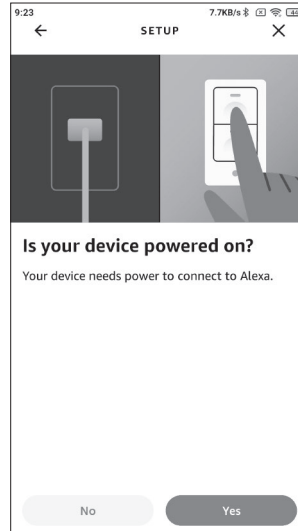 9:23 7.7KB/s 44
SETUP
Is your device powered on?
Your device needs power to connect to Alexa.
No Yes